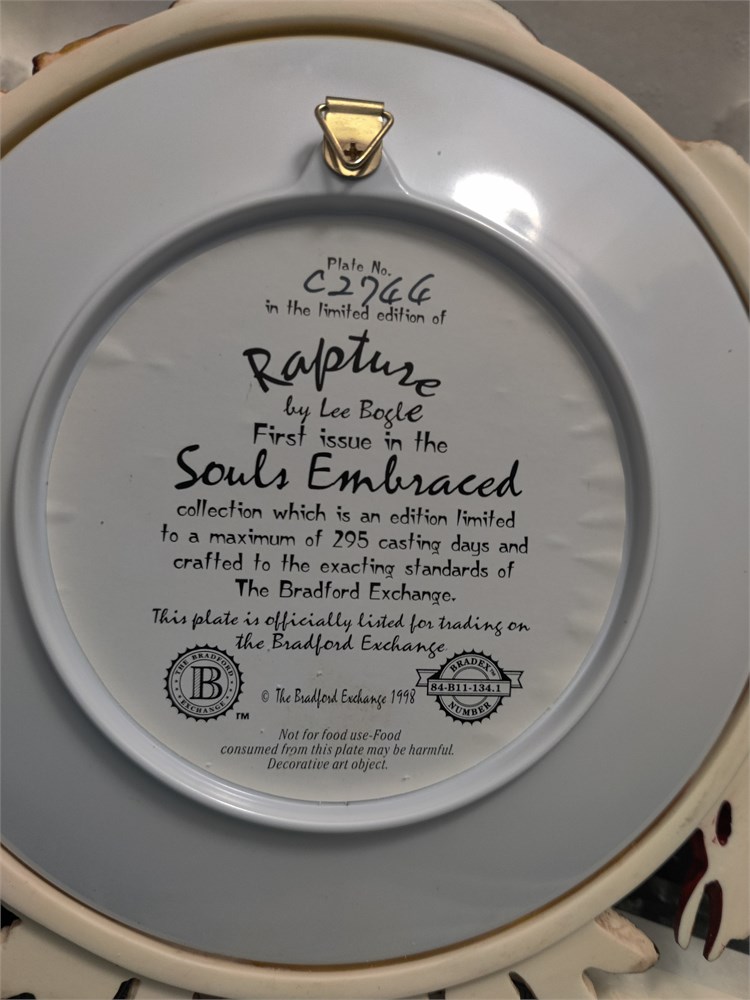 Plate No.
C2744
in the limited edition of
Rapture
by Lee Bogle
First issue in the
Souls Embraced
collection which is an edition limited
to a maximum of 295 casting days and
crafted to the exacting standards of
The Bradford Exchange.
This plate is officially listed for trading on
the Bradford Exchange
THE BRADFORD
B
EXCHANGE
TM
© The Bradford Exchange 1998
BRADEX™
84-B11-134.1
NUMBER
Not for food use-Food
consumed from this plate may be harmful.
Decorative art object.